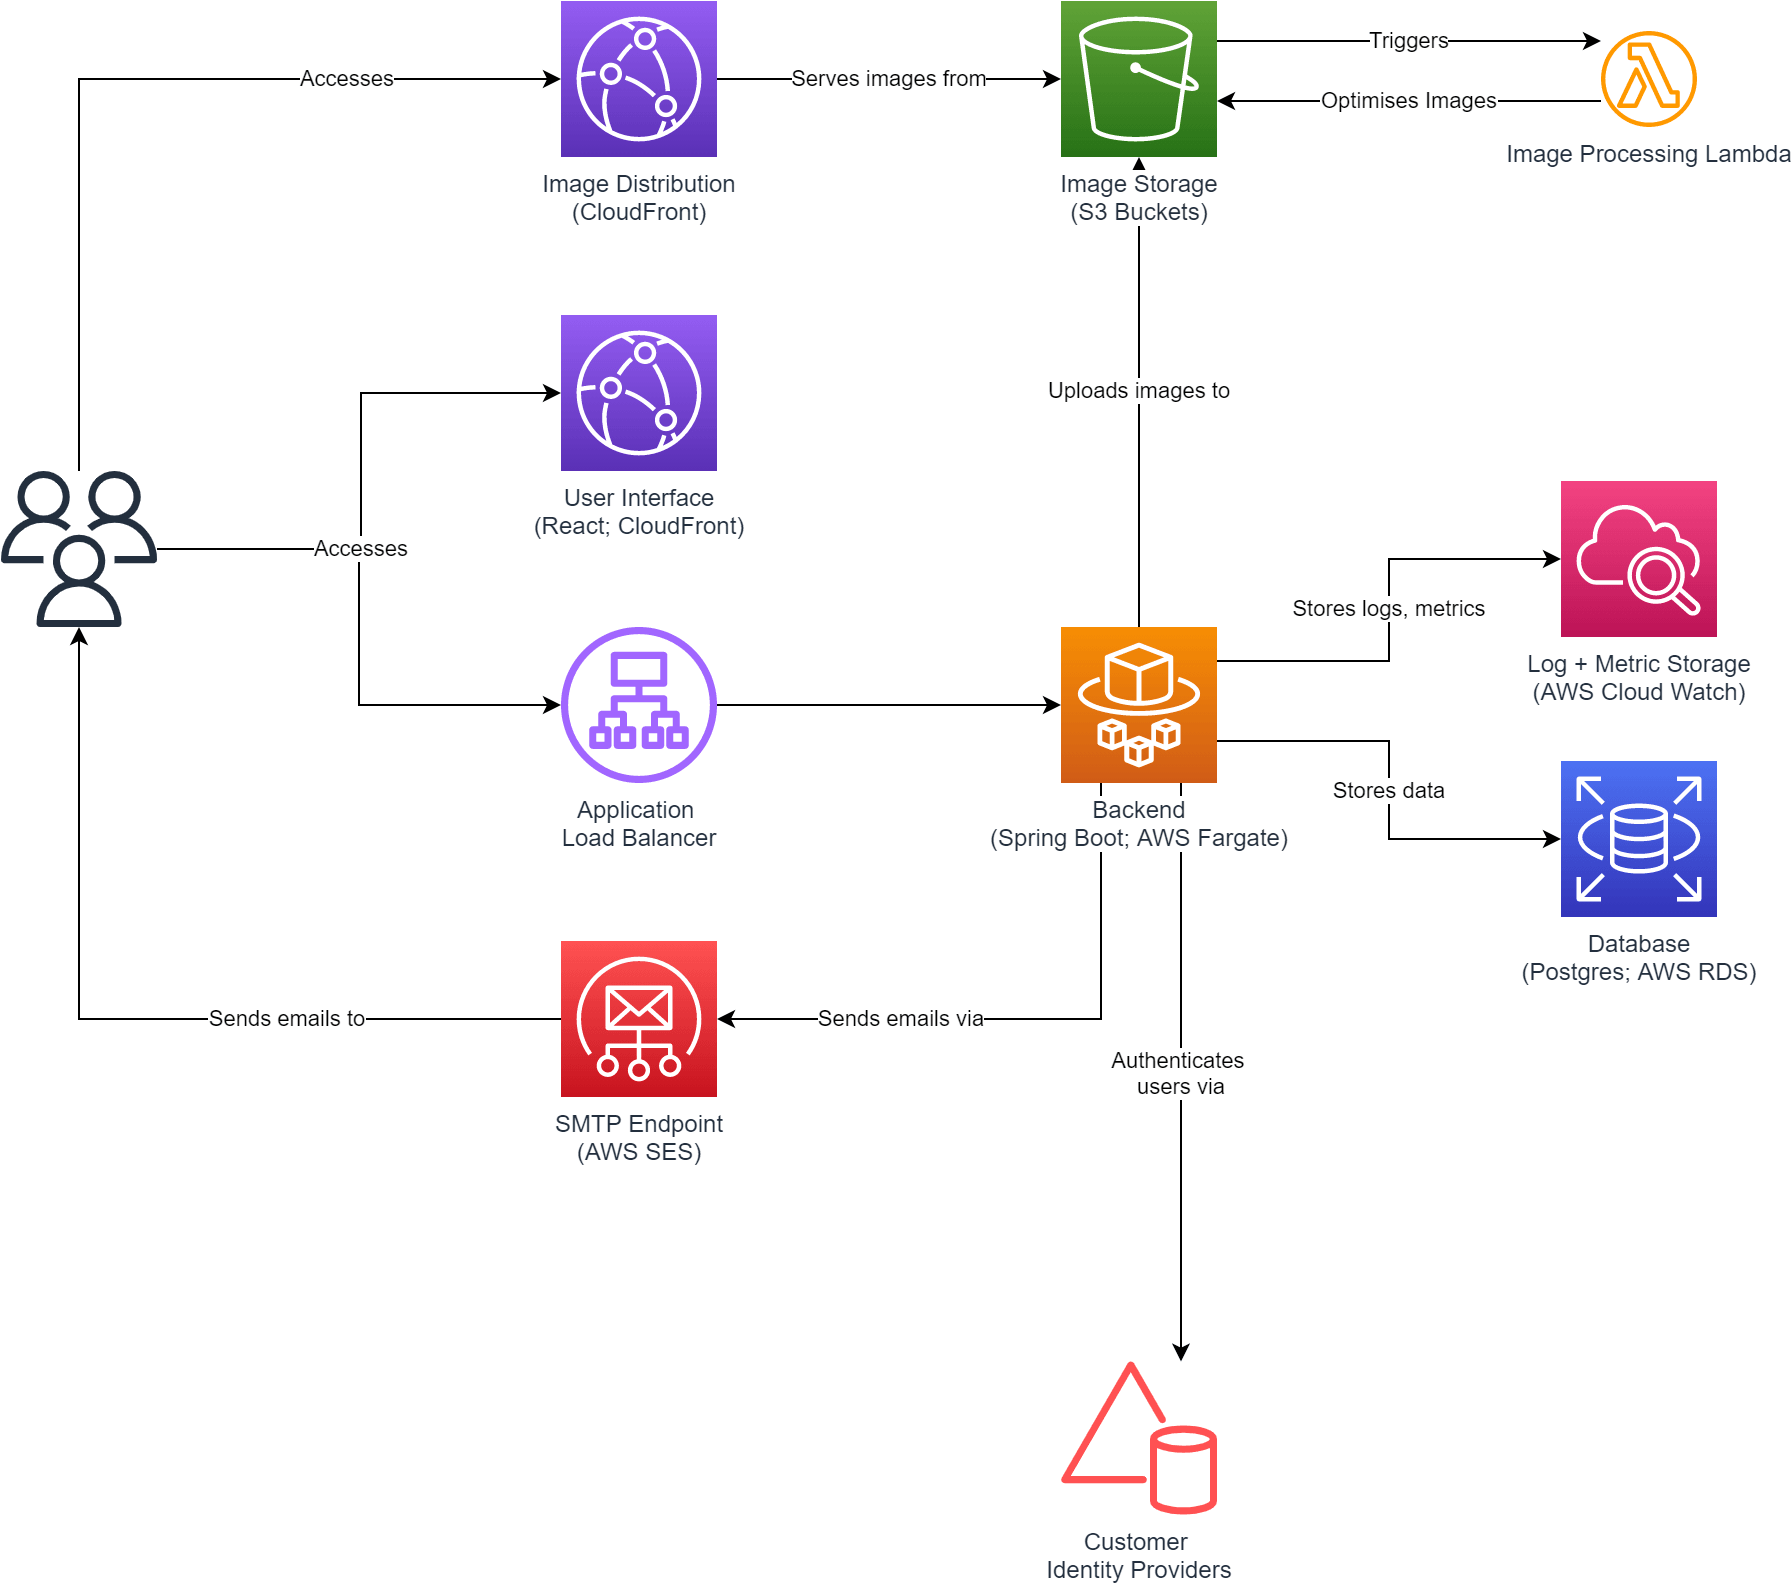 Accesses
Serves images from
Triggers
Optimises Images
Image Processing Lambda
Image Distribution
(CloudFront)
Image Storage
(S3 Buckets)
Uploads images to
User Interface
(React; CloudFront)
Accesses
Stores logs, metrics
Log + Metric Storage
(AWS Cloud Watch)
Application
Load Balancer
Backend
(Spring Boot; AWS Fargate)
Stores data
Database
(Postgres; AWS RDS)
Sends emails to
Sends emails via
Authenticates
users via
SMTP Endpoint
(AWS SES)
Customer
Identity Providers